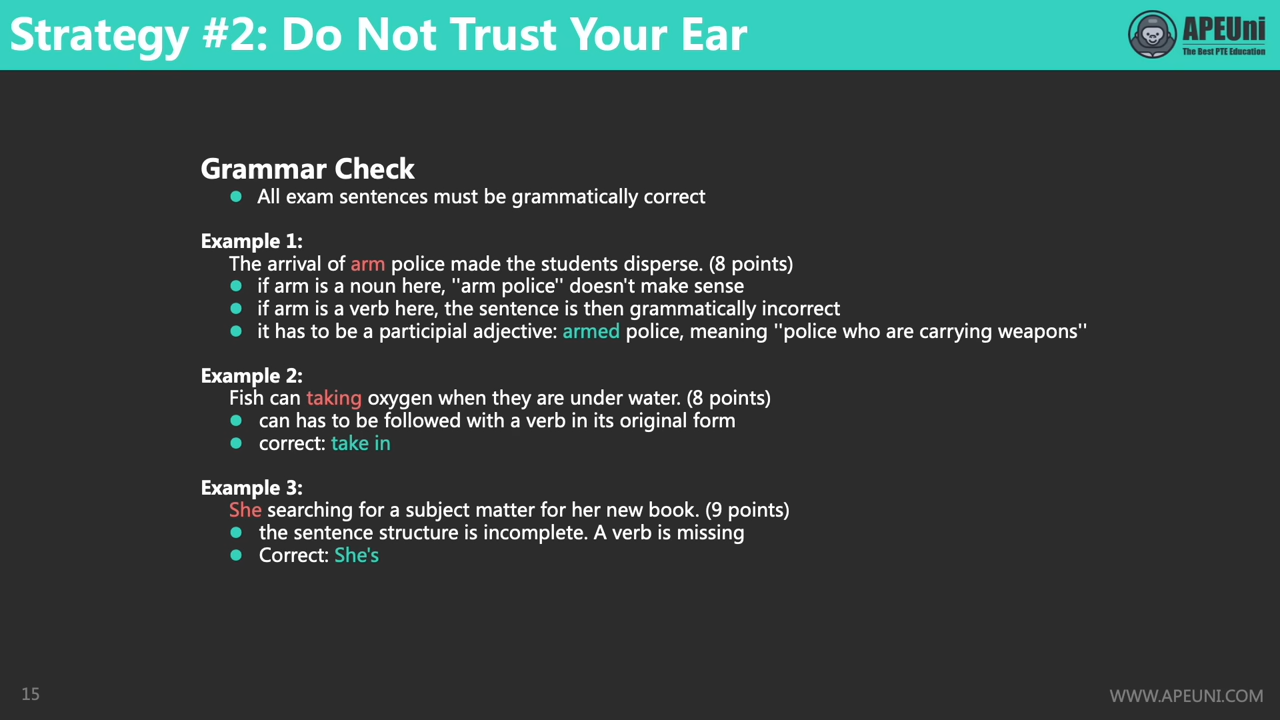 Strategy #2: Do Not Trust Your Ear
APEUni
The Best PTE Education
Grammar Check
● All exam sentences must be grammatically correct
Example 1:
The arrival of arm police made the students disperse. (8 points)
● if arm is a noun here, ''arm police'' doesn't make sense
● if arm is a verb here, the sentence is then grammatically incorrect
● it has to be a participial adjective: armed police, meaning ''police who are carrying weapons''
Example 2:
Fish can taking oxygen when they are under water. (8 points)
● can has to be followed with a verb in its original form
● correct: take in
Example 3:
She searching for a subject matter for her new book. (9 points)
● the sentence structure is incomplete. A verb is missing
● Correct: She's
15
WWW.APEUNI.COM